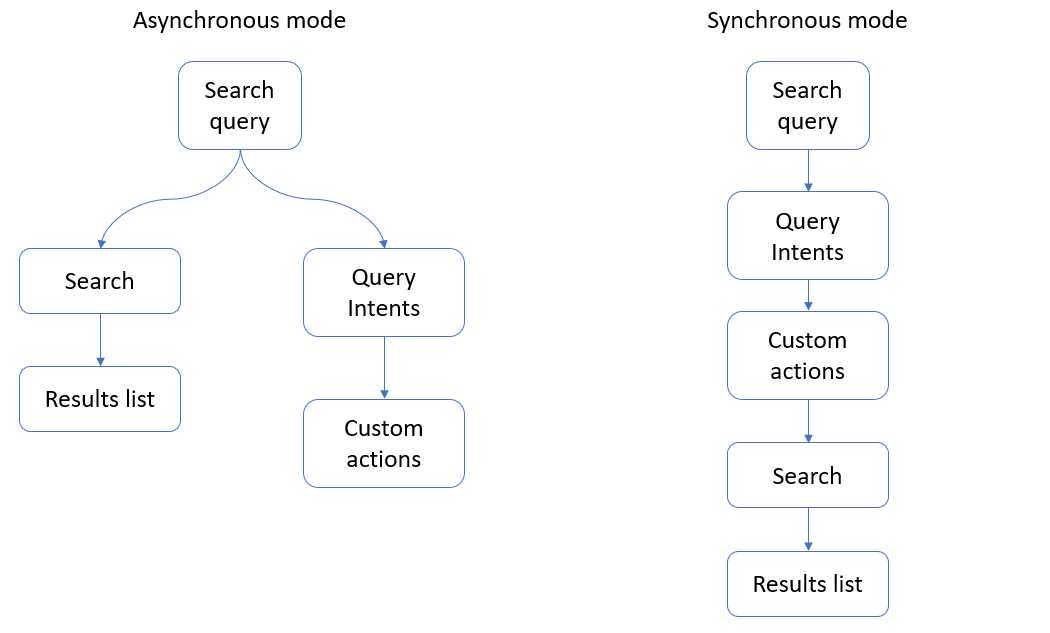 Asynchronous mode
Search
query
Search
Results list
Query
Intents
Custom
actions
Synchronous mode
Search
query
Query
Intents
Custom
actions
Search
Results list